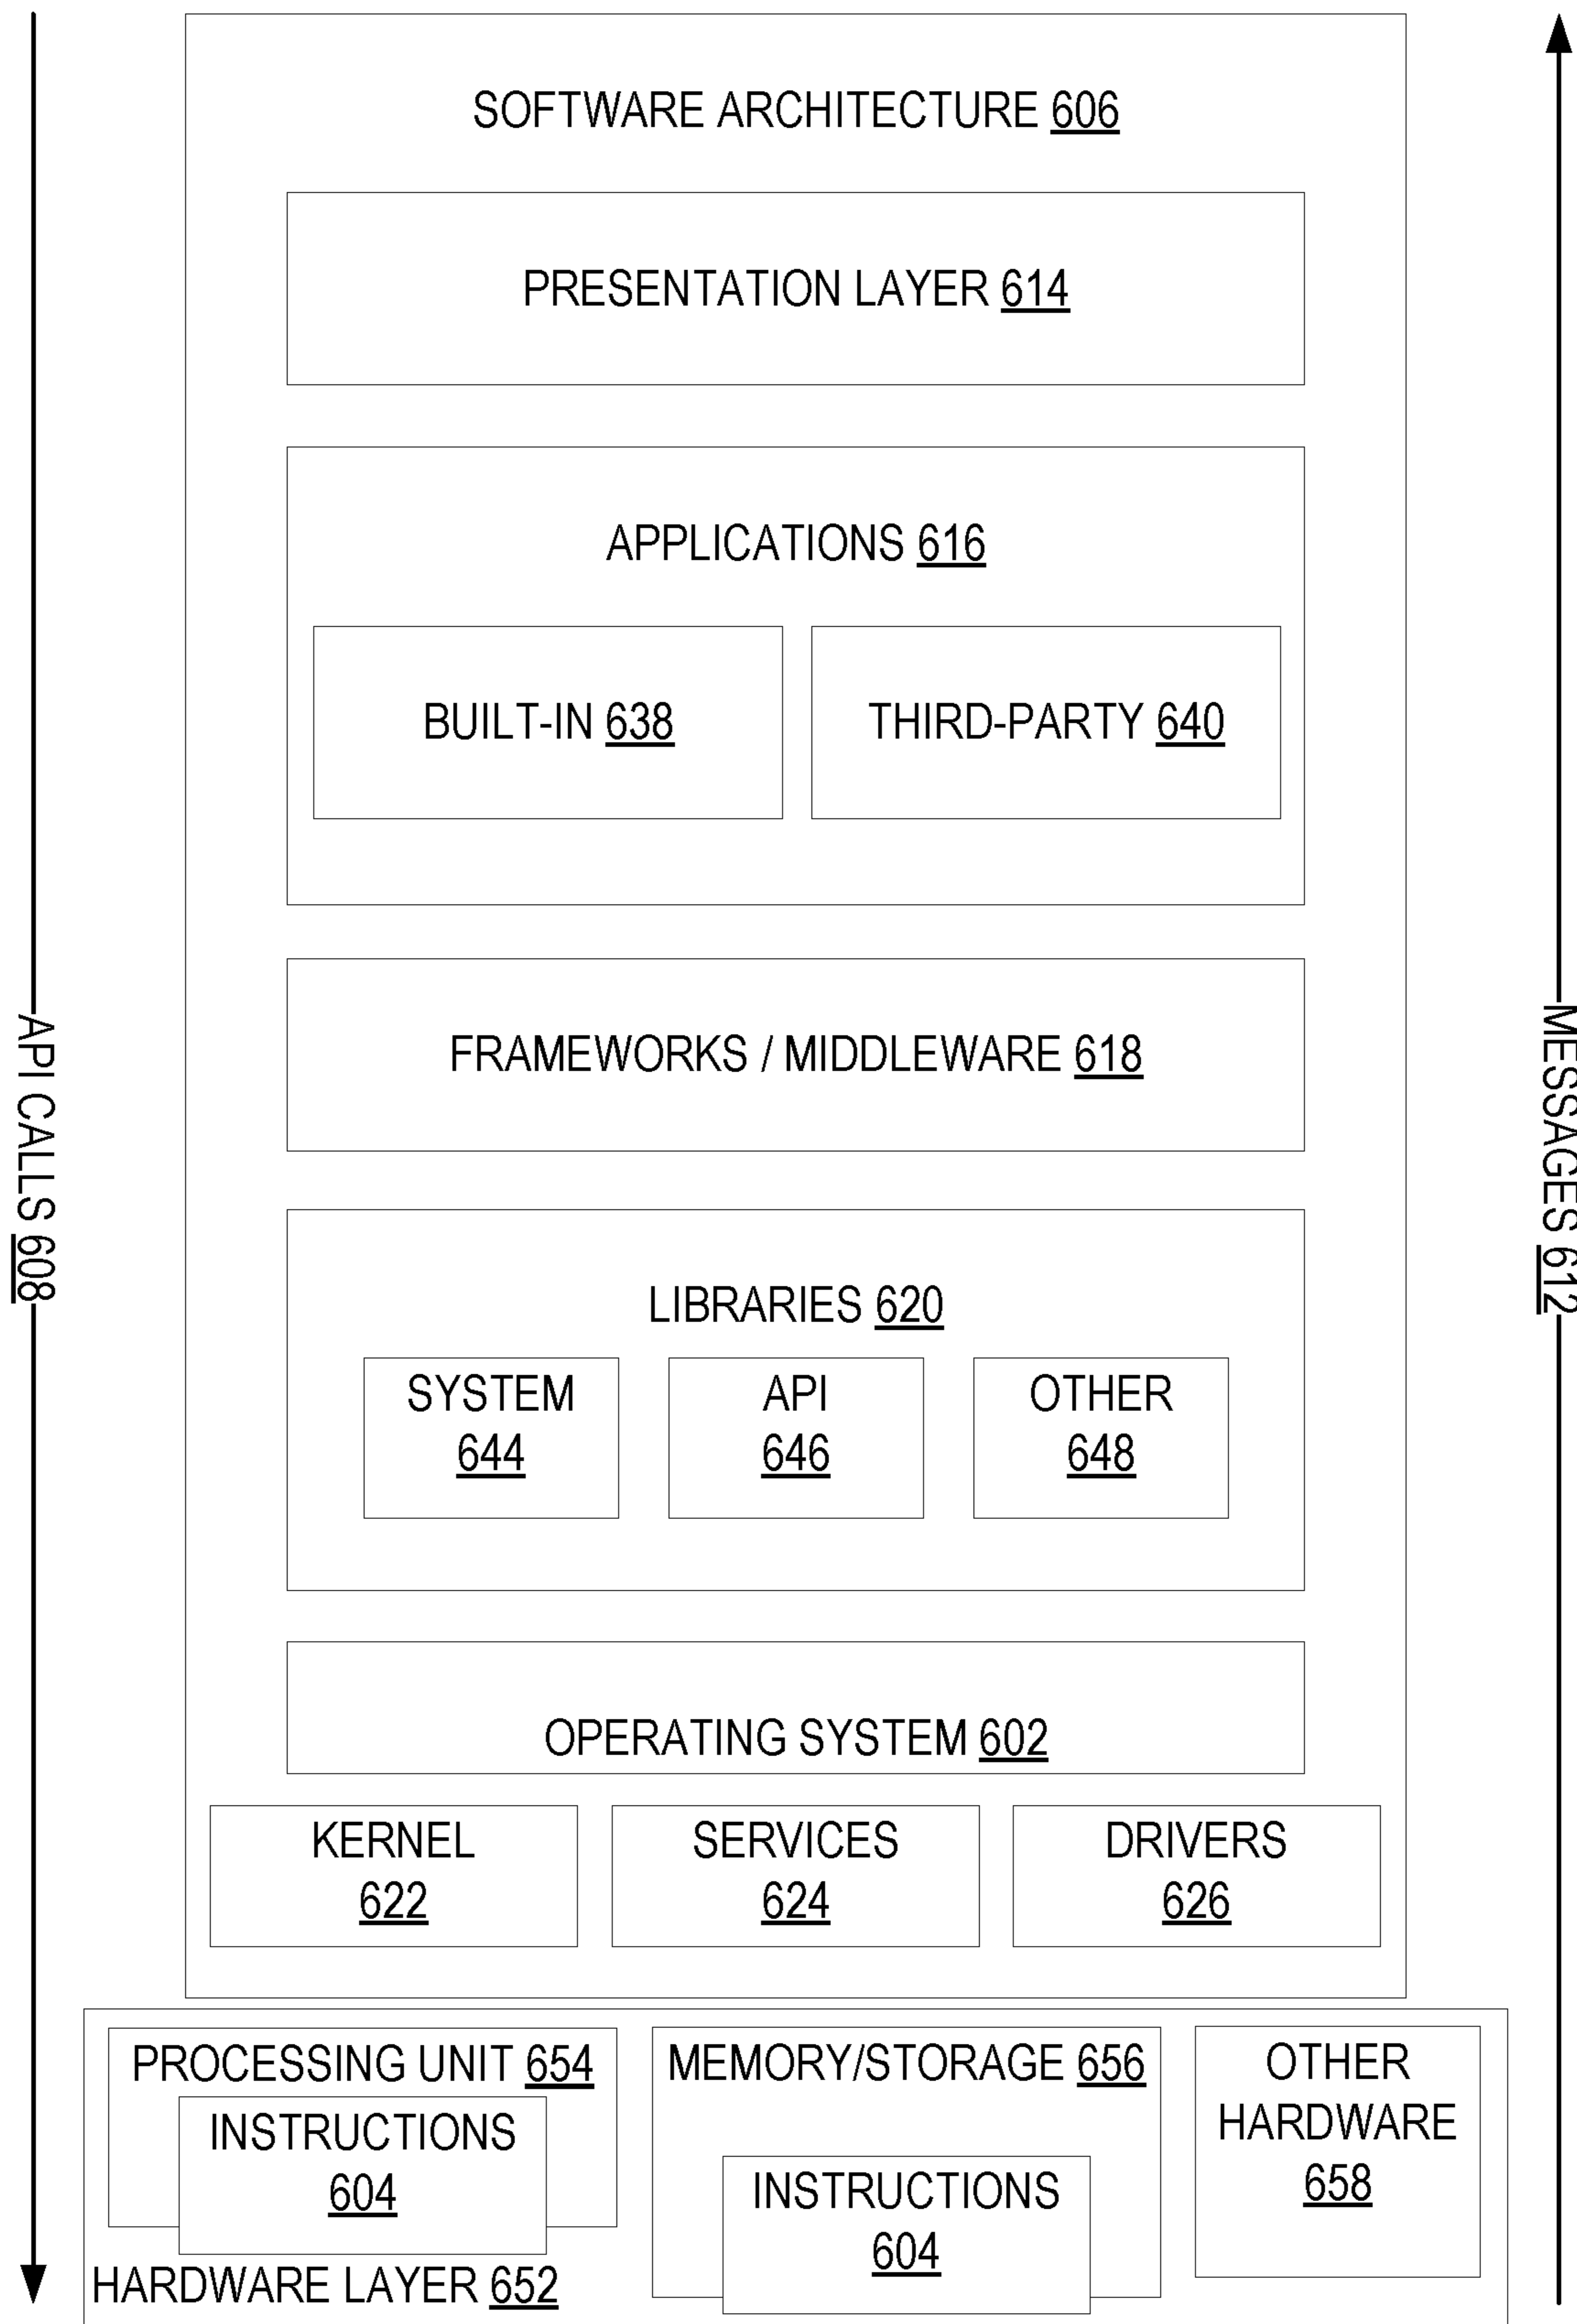 SOFTWARE ARCHITECTURE 606
PRESENTATION LAYER 614
APPLICATIONS 616
BUILT-IN 638
THIRD-PARTY 640
FRAMEWORKS / MIDDLEWARE 618
API CALLS 608
MESSAGES 612
LIBRARIES 620
SYSTEM
644
API
646
OTHER
648
OPERATING SYSTEM 602
KERNEL
622
SERVICES
624
DRIVERS
626
PROCESSING UNIT 654
INSTRUCTIONS
604
MEMORY/STORAGE 656
INSTRUCTIONS
604
OTHER
HARDWARE
658
HARDWARE LAYER 652